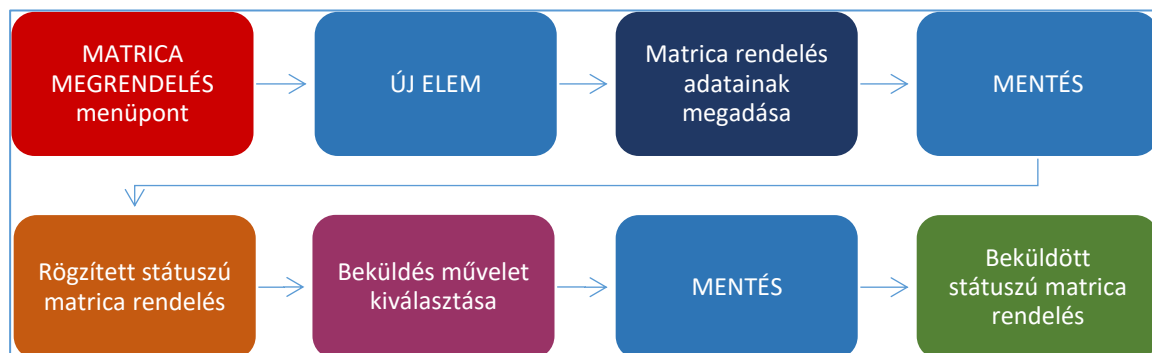 MATRICA
MEGRENDELÉS
menüpont
ÚJ ELEM
Matrica rendelés
adatainak
megadása
MENTÉS
Rögzített státuszú
matrica rendelés
Beküldés művelet
kiválasztása
MENTÉS
Beküldött
státuszú matrica
rendelés